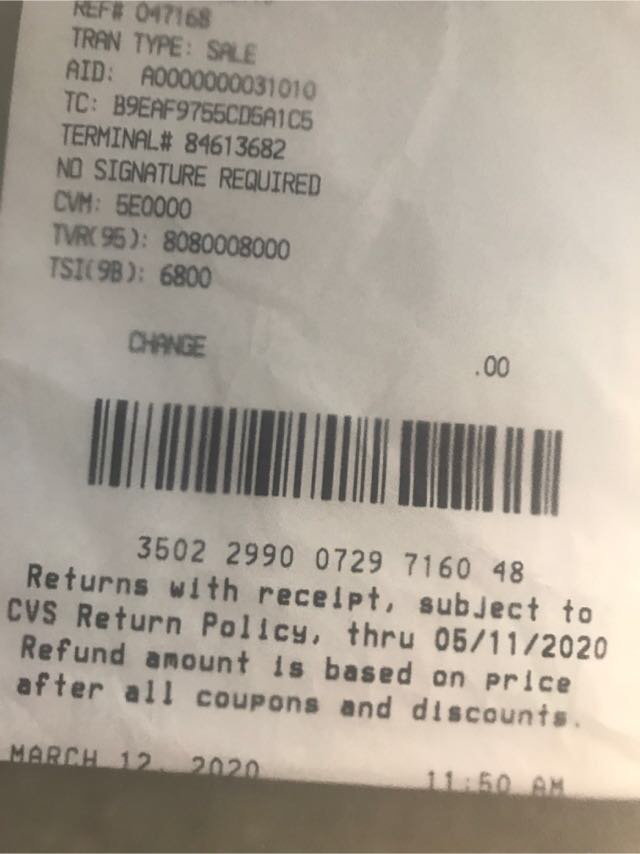 REF# 047168
TRAN TYPE: SALE
AID: A0000000031010
TC: B9EAF9755CD5A1C5
TERMINAL# 84613682
NO SIGNATURE REQUIRED
CVM: 5E0000
TVR(95): 8080008000
TSI(9B): 6800
CHANGE .00
3502 2990 0729 7160 48
Returns with receipt, subject to
CVS Return Policy, thru 05/11/2020
Refund amount is based on price
after all coupons and discounts.
MARCH 12, 2020 11:50 AM